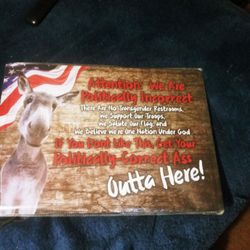 Attention: We Are
Politically Incorrect
There Are No Transgender Restrooms,
We Support Our Troops,
We Salute Our Flag, and
We Believe we're One Nation Under God
If You Dont Like This, Get Your
Politically-Correct Ass
Outta Here!